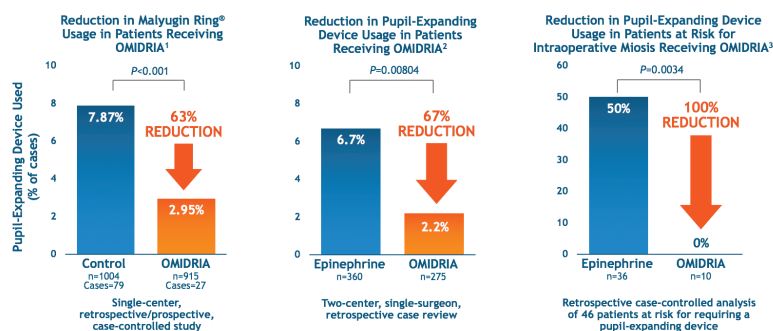 Reduction in Malyugin Ring®
Usage in Patients Receiving
OMIDRIA¹
Pupil-Expanding Device Used
(% of cases)
10
8
6
4
2
0
P<0.001
7.87%
63%
REDUCTION
2.95%
Control
n=1004
Cases=79
OMIDRIA
n=915
Cases=27
Single-center,
retrospective/prospective,
case-controlled study
Reduction in Pupil-Expanding
Device Usage in Patients
Receiving OMIDRIA²
10
8
6
4
2
0
P=0.00804
6.7%
67%
REDUCTION
2.2%
Epinephrine
n=360
OMIDRIA
n=275
Two-center, single-surgeon,
retrospective case review
Reduction in Pupil-Expanding Device
Usage in Patients at Risk for
Intraoperative Miosis Receiving OMIDRIA³
60
50
40
30
20
10
0
P=0.0034
50%
100%
REDUCTION
0%
Epinephrine
n=36
OMIDRIA
n=10
Retrospective case-controlled analysis
of 46 patients at risk for requiring a
pupil-expanding device